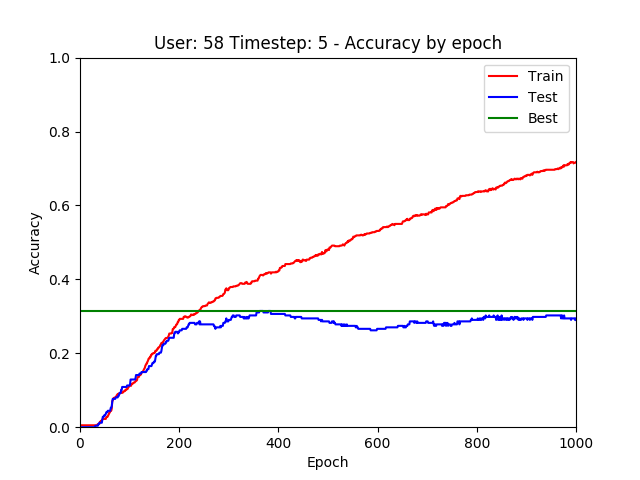 User: 58 Timestep: 5 - Accuracy by epoch
1.0
0.8
0.6
0.4
0.2
0.0
Accuracy
Train
Test
Best
0 200 400 600 800 1000
Epoch